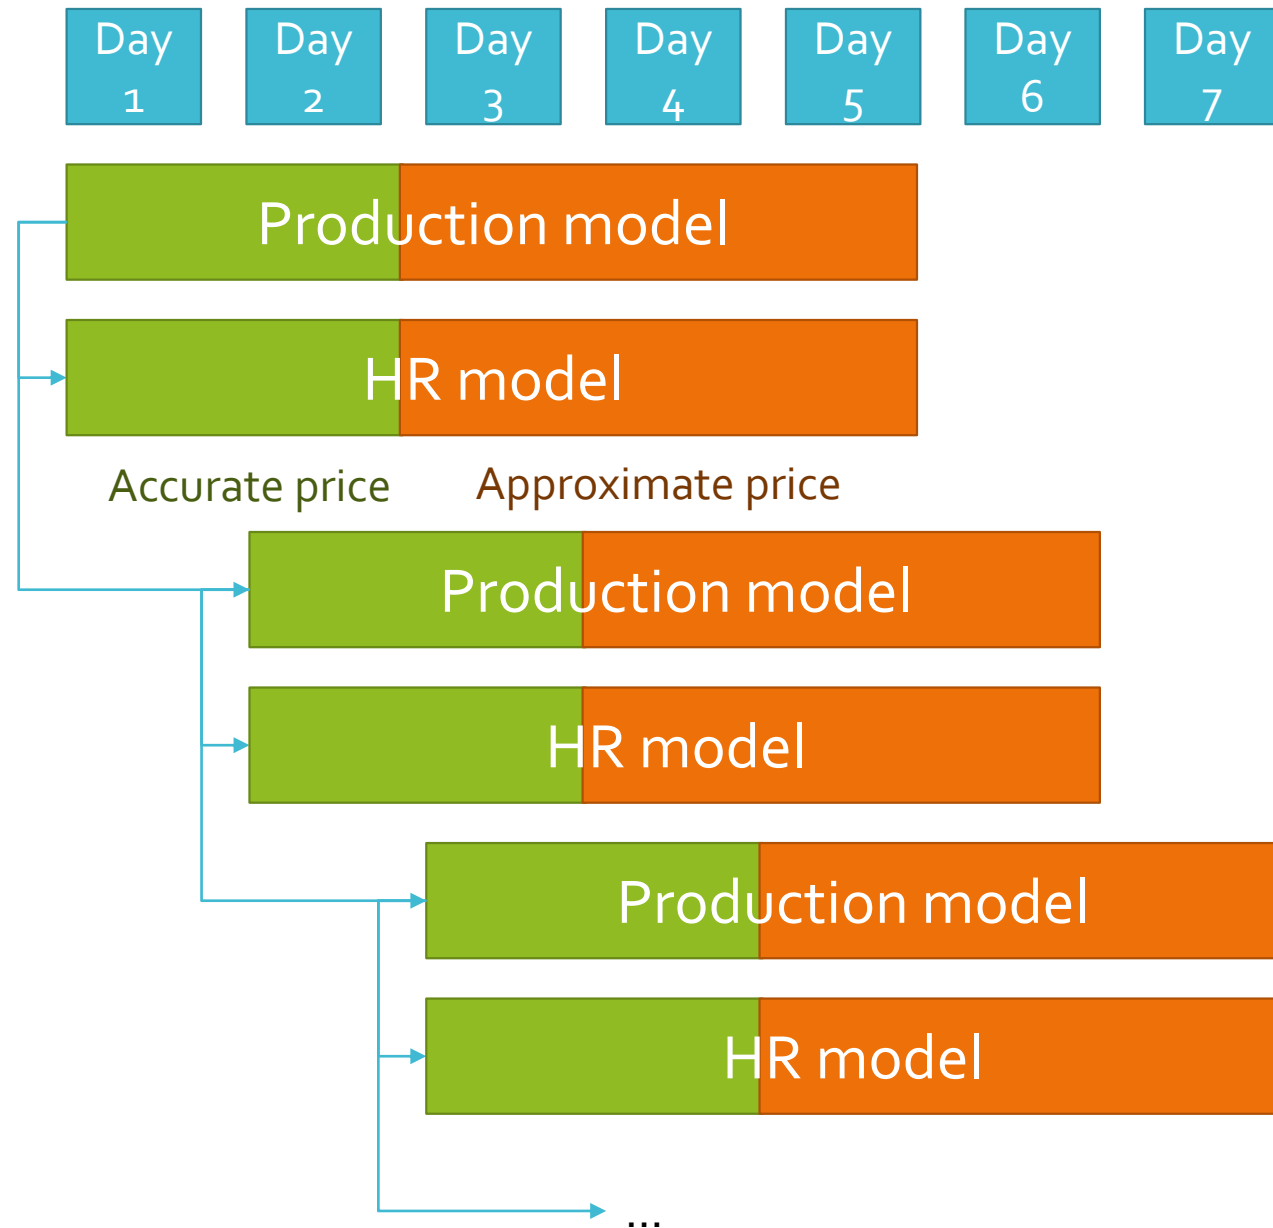 Day
1
Day
2
Day
3
Day
4
Day
5
Day
6
Day
7
Production model
HR model
Accurate price
Approximate price
Production model
HR model
Production model
HR model
...